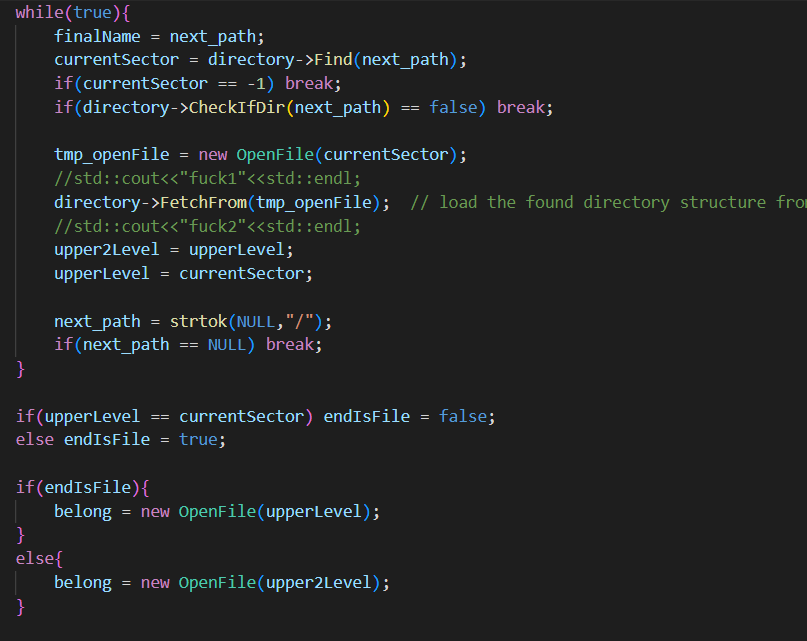 while(true){
    finalName = next_path;
    currentSector = directory->Find(next_path);
    if(currentSector == -1) break;
    if(directory->CheckIfDir(next_path) == false) break;

    tmp_openFile = new OpenFile(currentSector);
    //std::cout<<"fuck1"<<std::endl;
    directory->FetchFrom(tmp_openFile);  // load the found directory structure
    //std::cout<<"fuck2"<<std::endl;
    upper2Level = upperLevel;
    upperLevel = currentSector;

    next_path = strtok(NULL,"/");
    if(next_path == NULL) break;
}

if(upperLevel == currentSector) endIsFile = false;
else endIsFile = true;

if(endIsFile){
    belong = new OpenFile(upperLevel);
}
else{
    belong = new OpenFile(upper2Level);
}